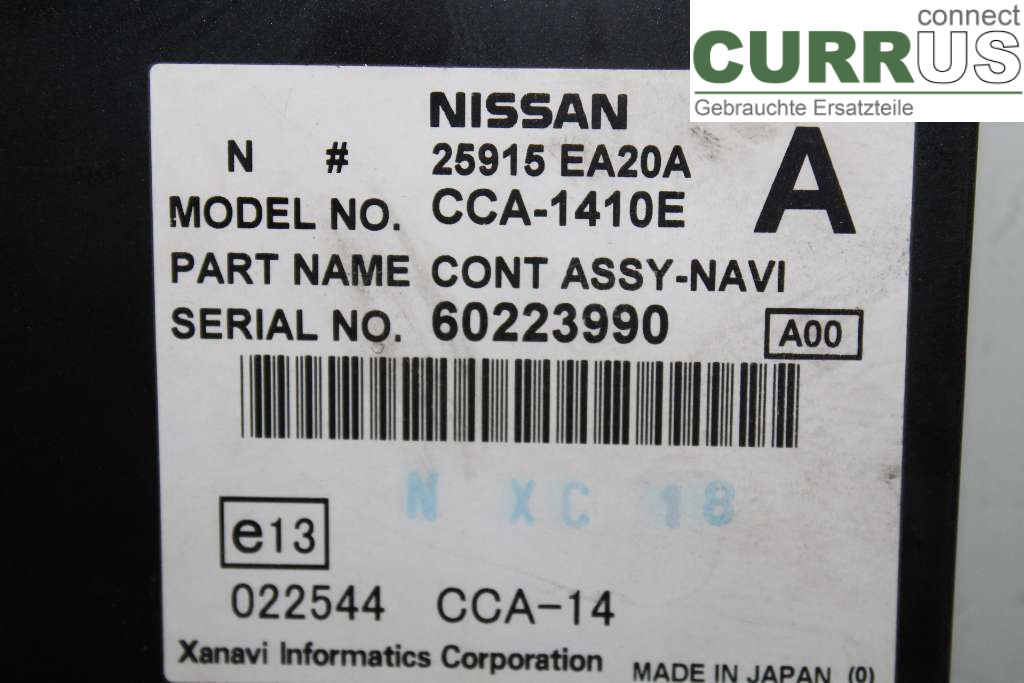 connect
CURRUS
Gebrauchte Ersatzteile
NISSAN
N # 25915 EA20A
A
MODEL NO. CCA-1410E
PART NAME CONT ASSY-NAVI
SERIAL NO. 60223990
A00
N XC 18
e13
022544 CCA-14
Xanavi Informatics Corporation
MADE IN JAPAN (0)